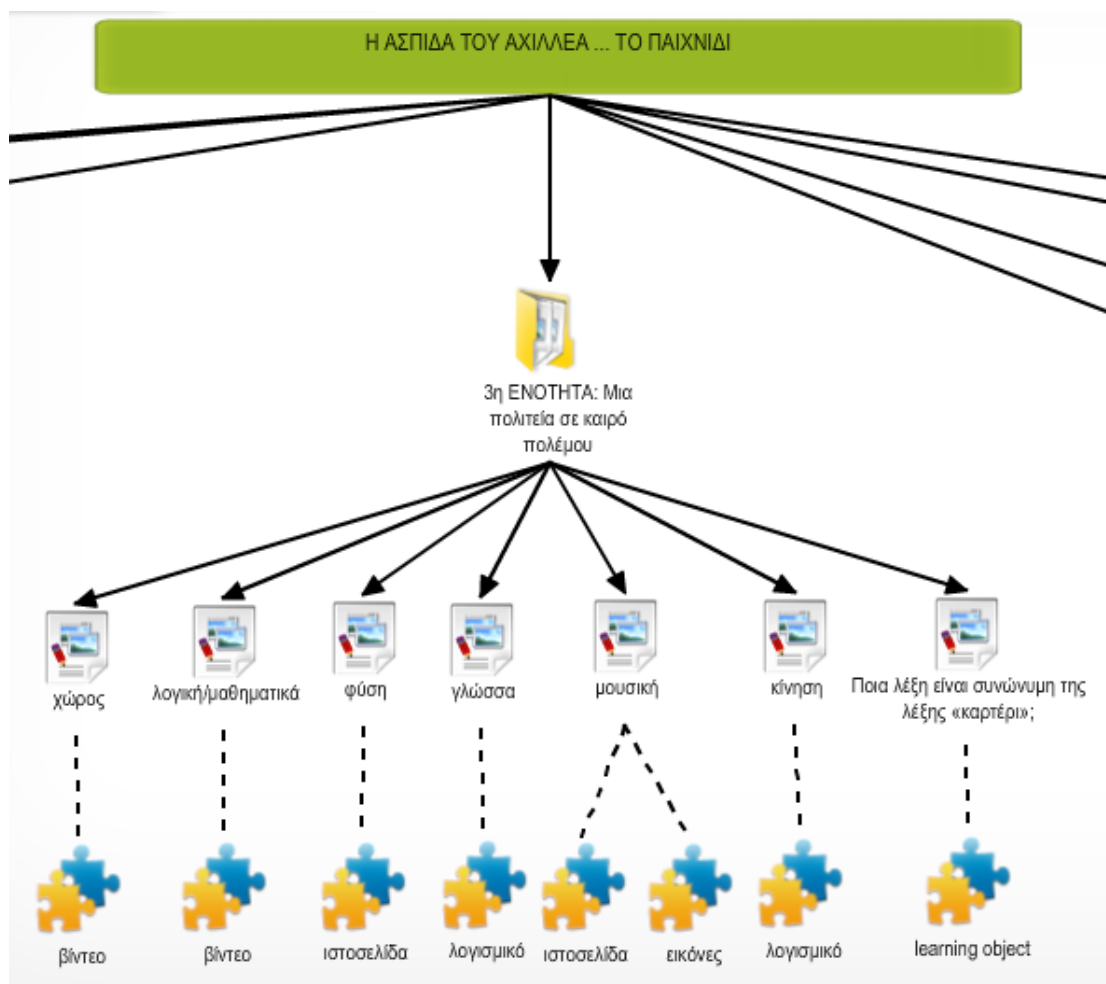 Η ΑΣΠΙΔΑ ΤΟΥ ΑΧΙΛΛΕΑ ... ΤΟ ΠΑΙΧΝΙΔΙ
3η ΕΝΟΤΗΤΑ: Μια
πολιτεία σε καιρό
πολέμου
χώρος
λογική/μαθηματικά
φύση
γλώσσα
μουσική
κίνηση
Ποια λέξη είναι συνώνυμη της
λέξης «καρτέρι»;
βίντεο
βίντεο
ιστοσελίδα
λογισμικό
ιστοσελίδα
εικόνες
λογισμικό
learning object